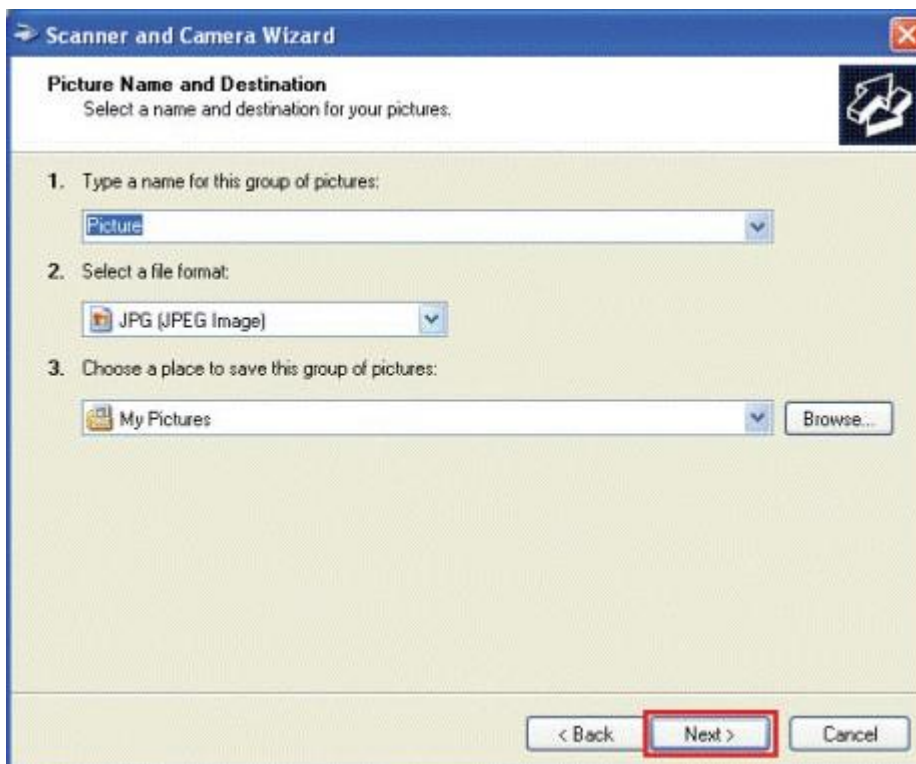 Scanner and Camera Wizard
Picture Name and Destination
Select a name and destination for your pictures.
1. Type a name for this group of pictures:
Picture
2. Select a file format:
JPG (JPEG Image)
3. Choose a place to save this group of pictures:
My Pictures Browse...
< Back Next > Cancel